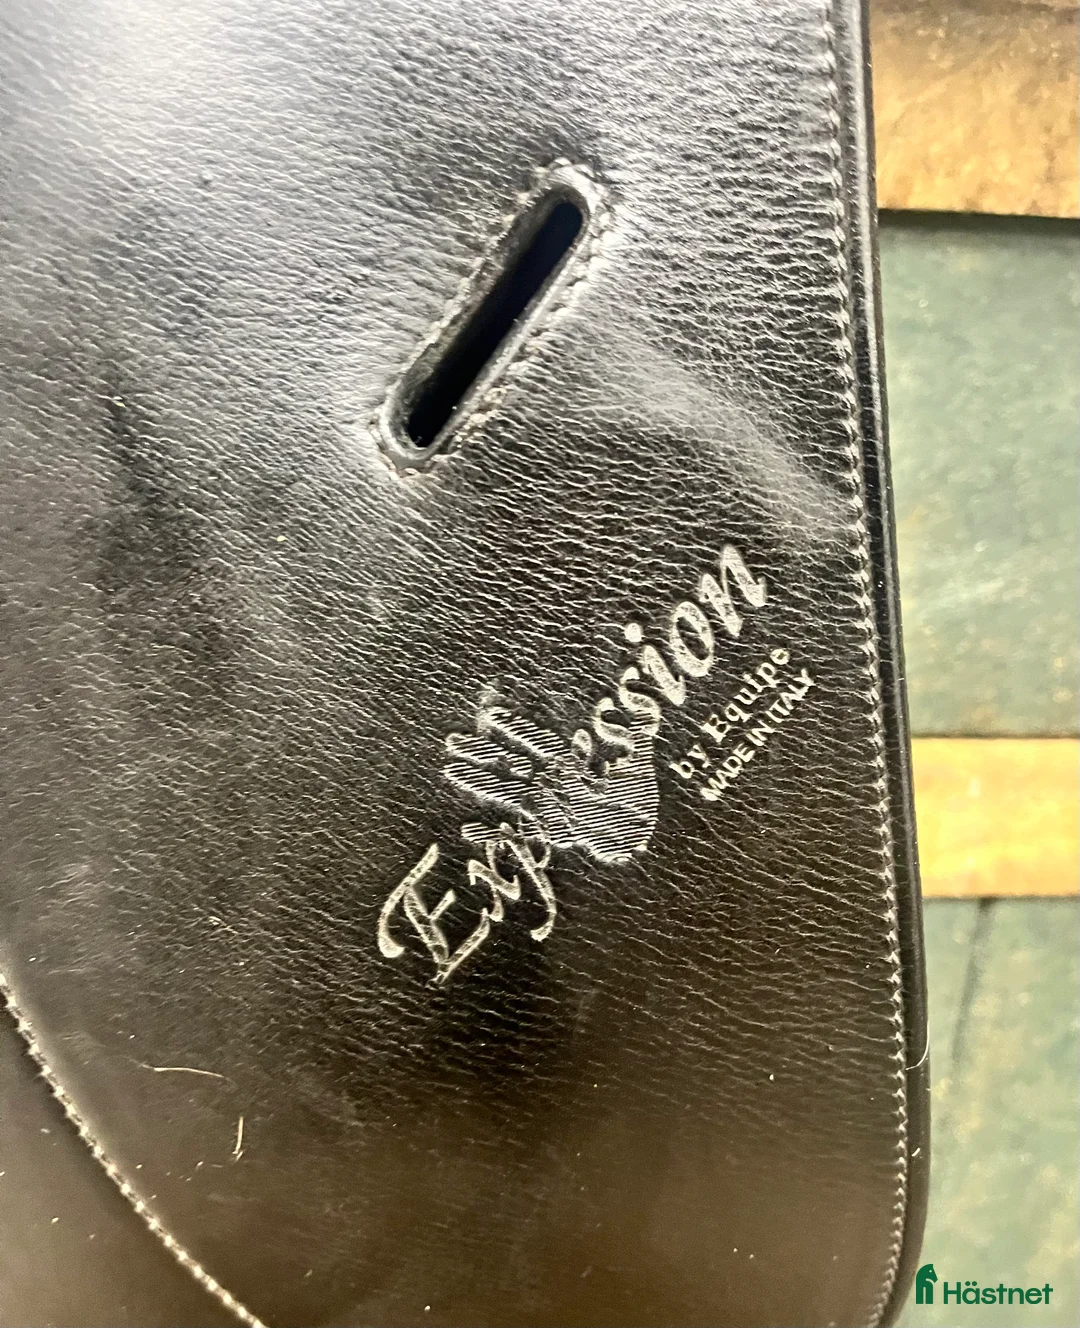 Expression
by Equipe
MADE IN ITALY
Hästnet